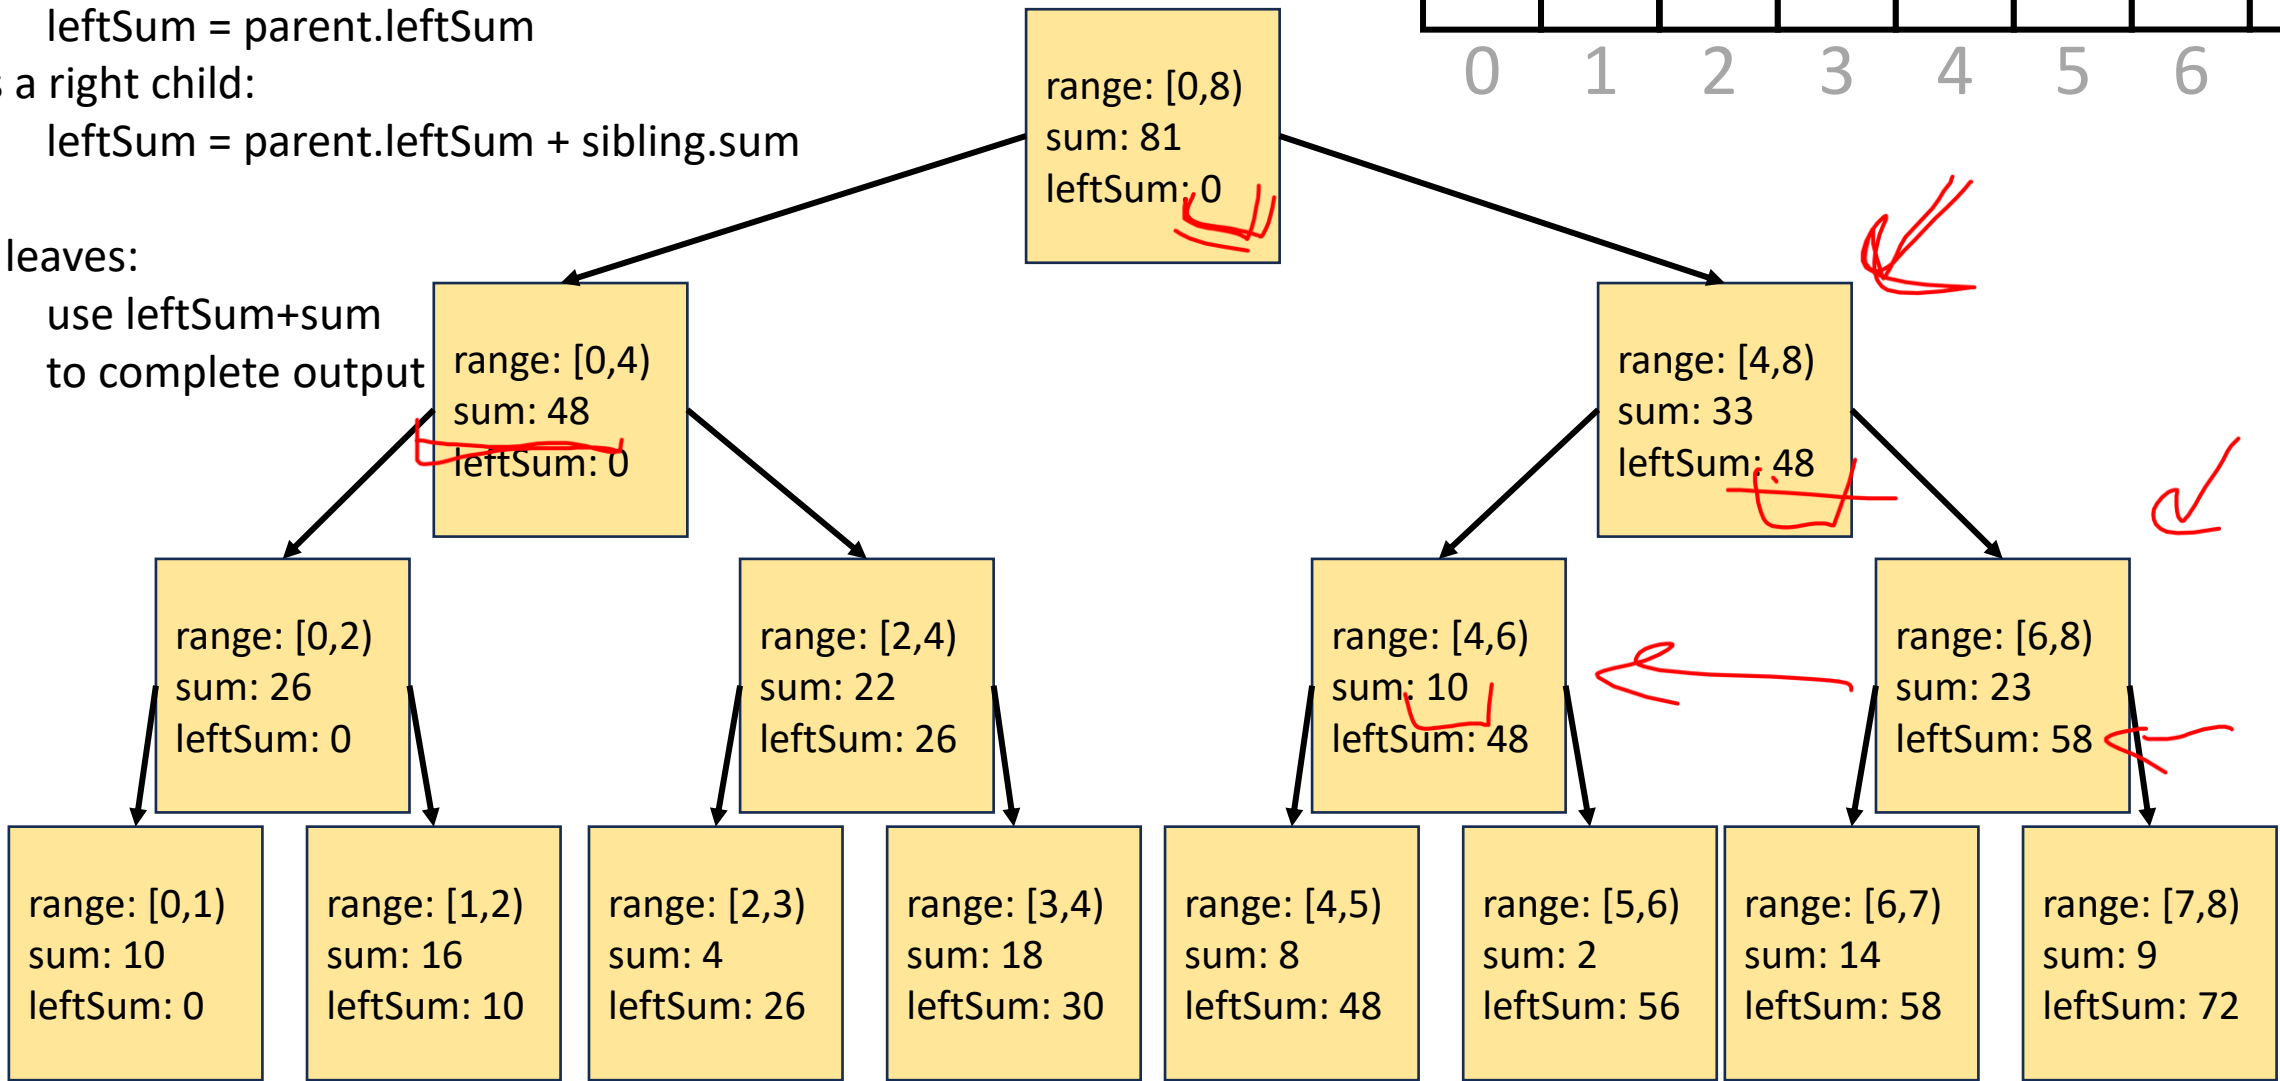 leftSum = parent.leftSum
s a right child:
leftSum = parent.leftSum + sibling.sum
leaves:
use leftSum+sum
to complete output
0 1 2 3 4 5 6
range: [0,8)
sum: 81
leftSum: 0
range: [0,4)
sum: 48
leftSum: 0
range: [4,8)
sum: 33
leftSum: 48
range: [0,2)
sum: 26
leftSum: 0
range: [2,4)
sum: 22
leftSum: 26
range: [4,6)
sum: 10
leftSum: 48
range: [6,8)
sum: 23
leftSum: 58
range: [0,1)
sum: 10
leftSum: 0
range: [1,2)
sum: 16
leftSum: 10
range: [2,3)
sum: 4
leftSum: 26
range: [3,4)
sum: 18
leftSum: 30
range: [4,5)
sum: 8
leftSum: 48
range: [5,6)
sum: 2
leftSum: 56
range: [6,7)
sum: 14
leftSum: 58
range: [7,8)
sum: 9
leftSum: 72